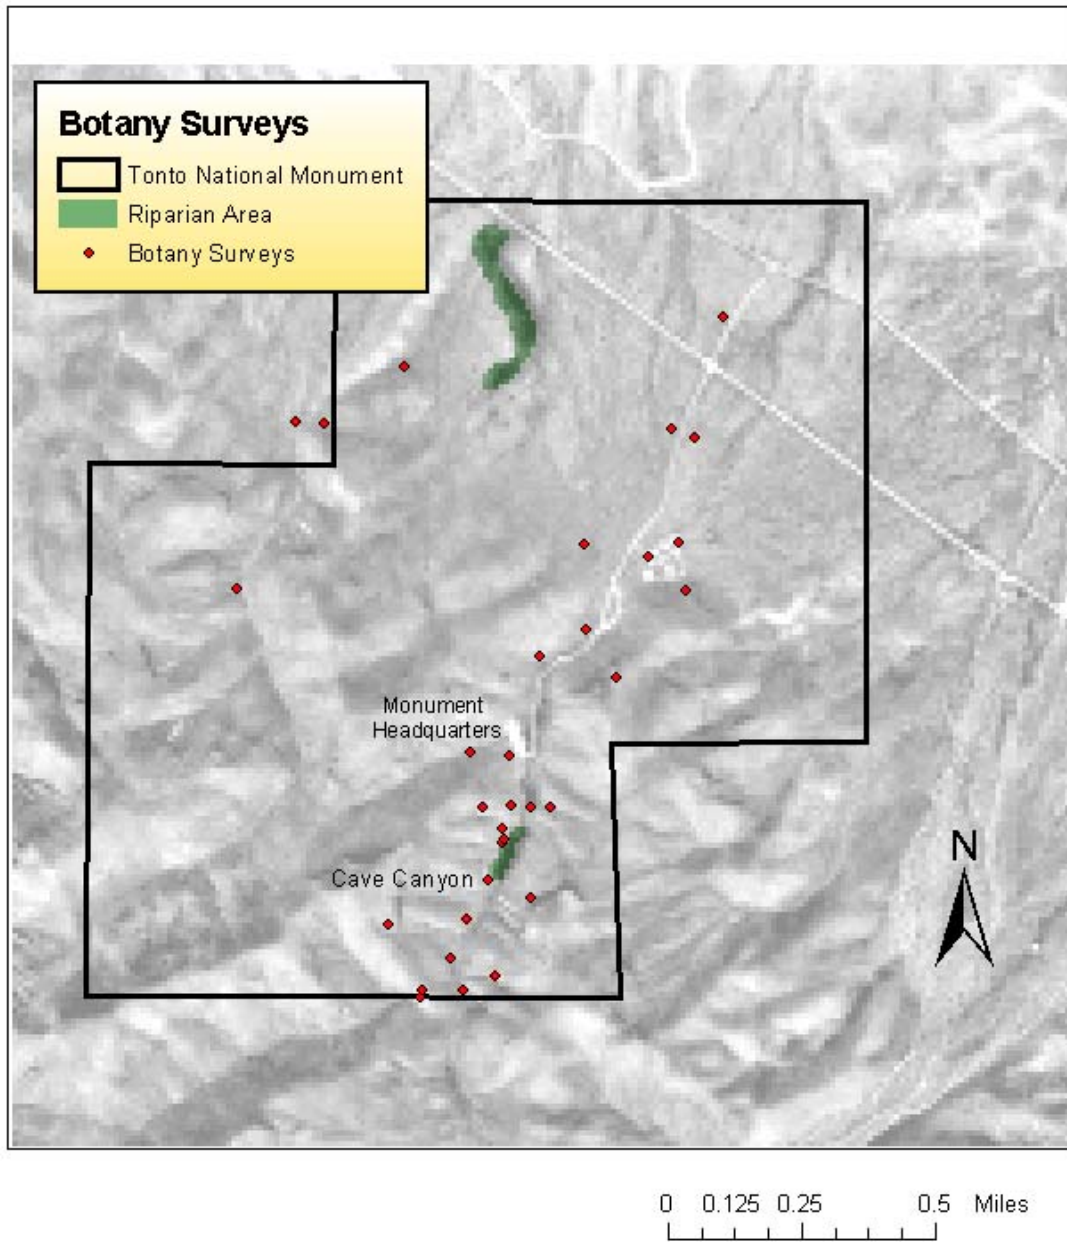 Botany Surveys
Tonto National Monument
Riparian Area
Botany Surveys
Monument
Headquarters
Cave Canyon
N
0 0.125 0.25 0.5 Miles